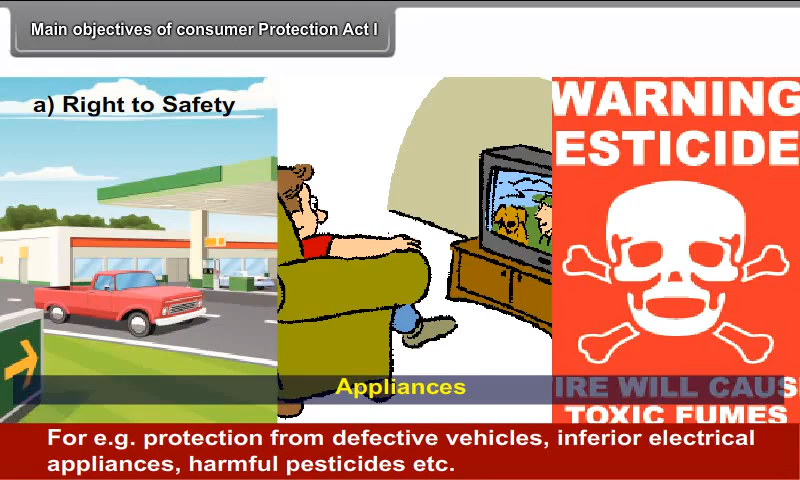 Main objectives of consumer Protection Act I
a) Right to Safety
WARNING
ESTICIDE
Appliances
IRE WILL CAUS
TOXIC FUMES
For e.g. protection from defective vehicles, inferior electrical
appliances, harmful pesticides etc.